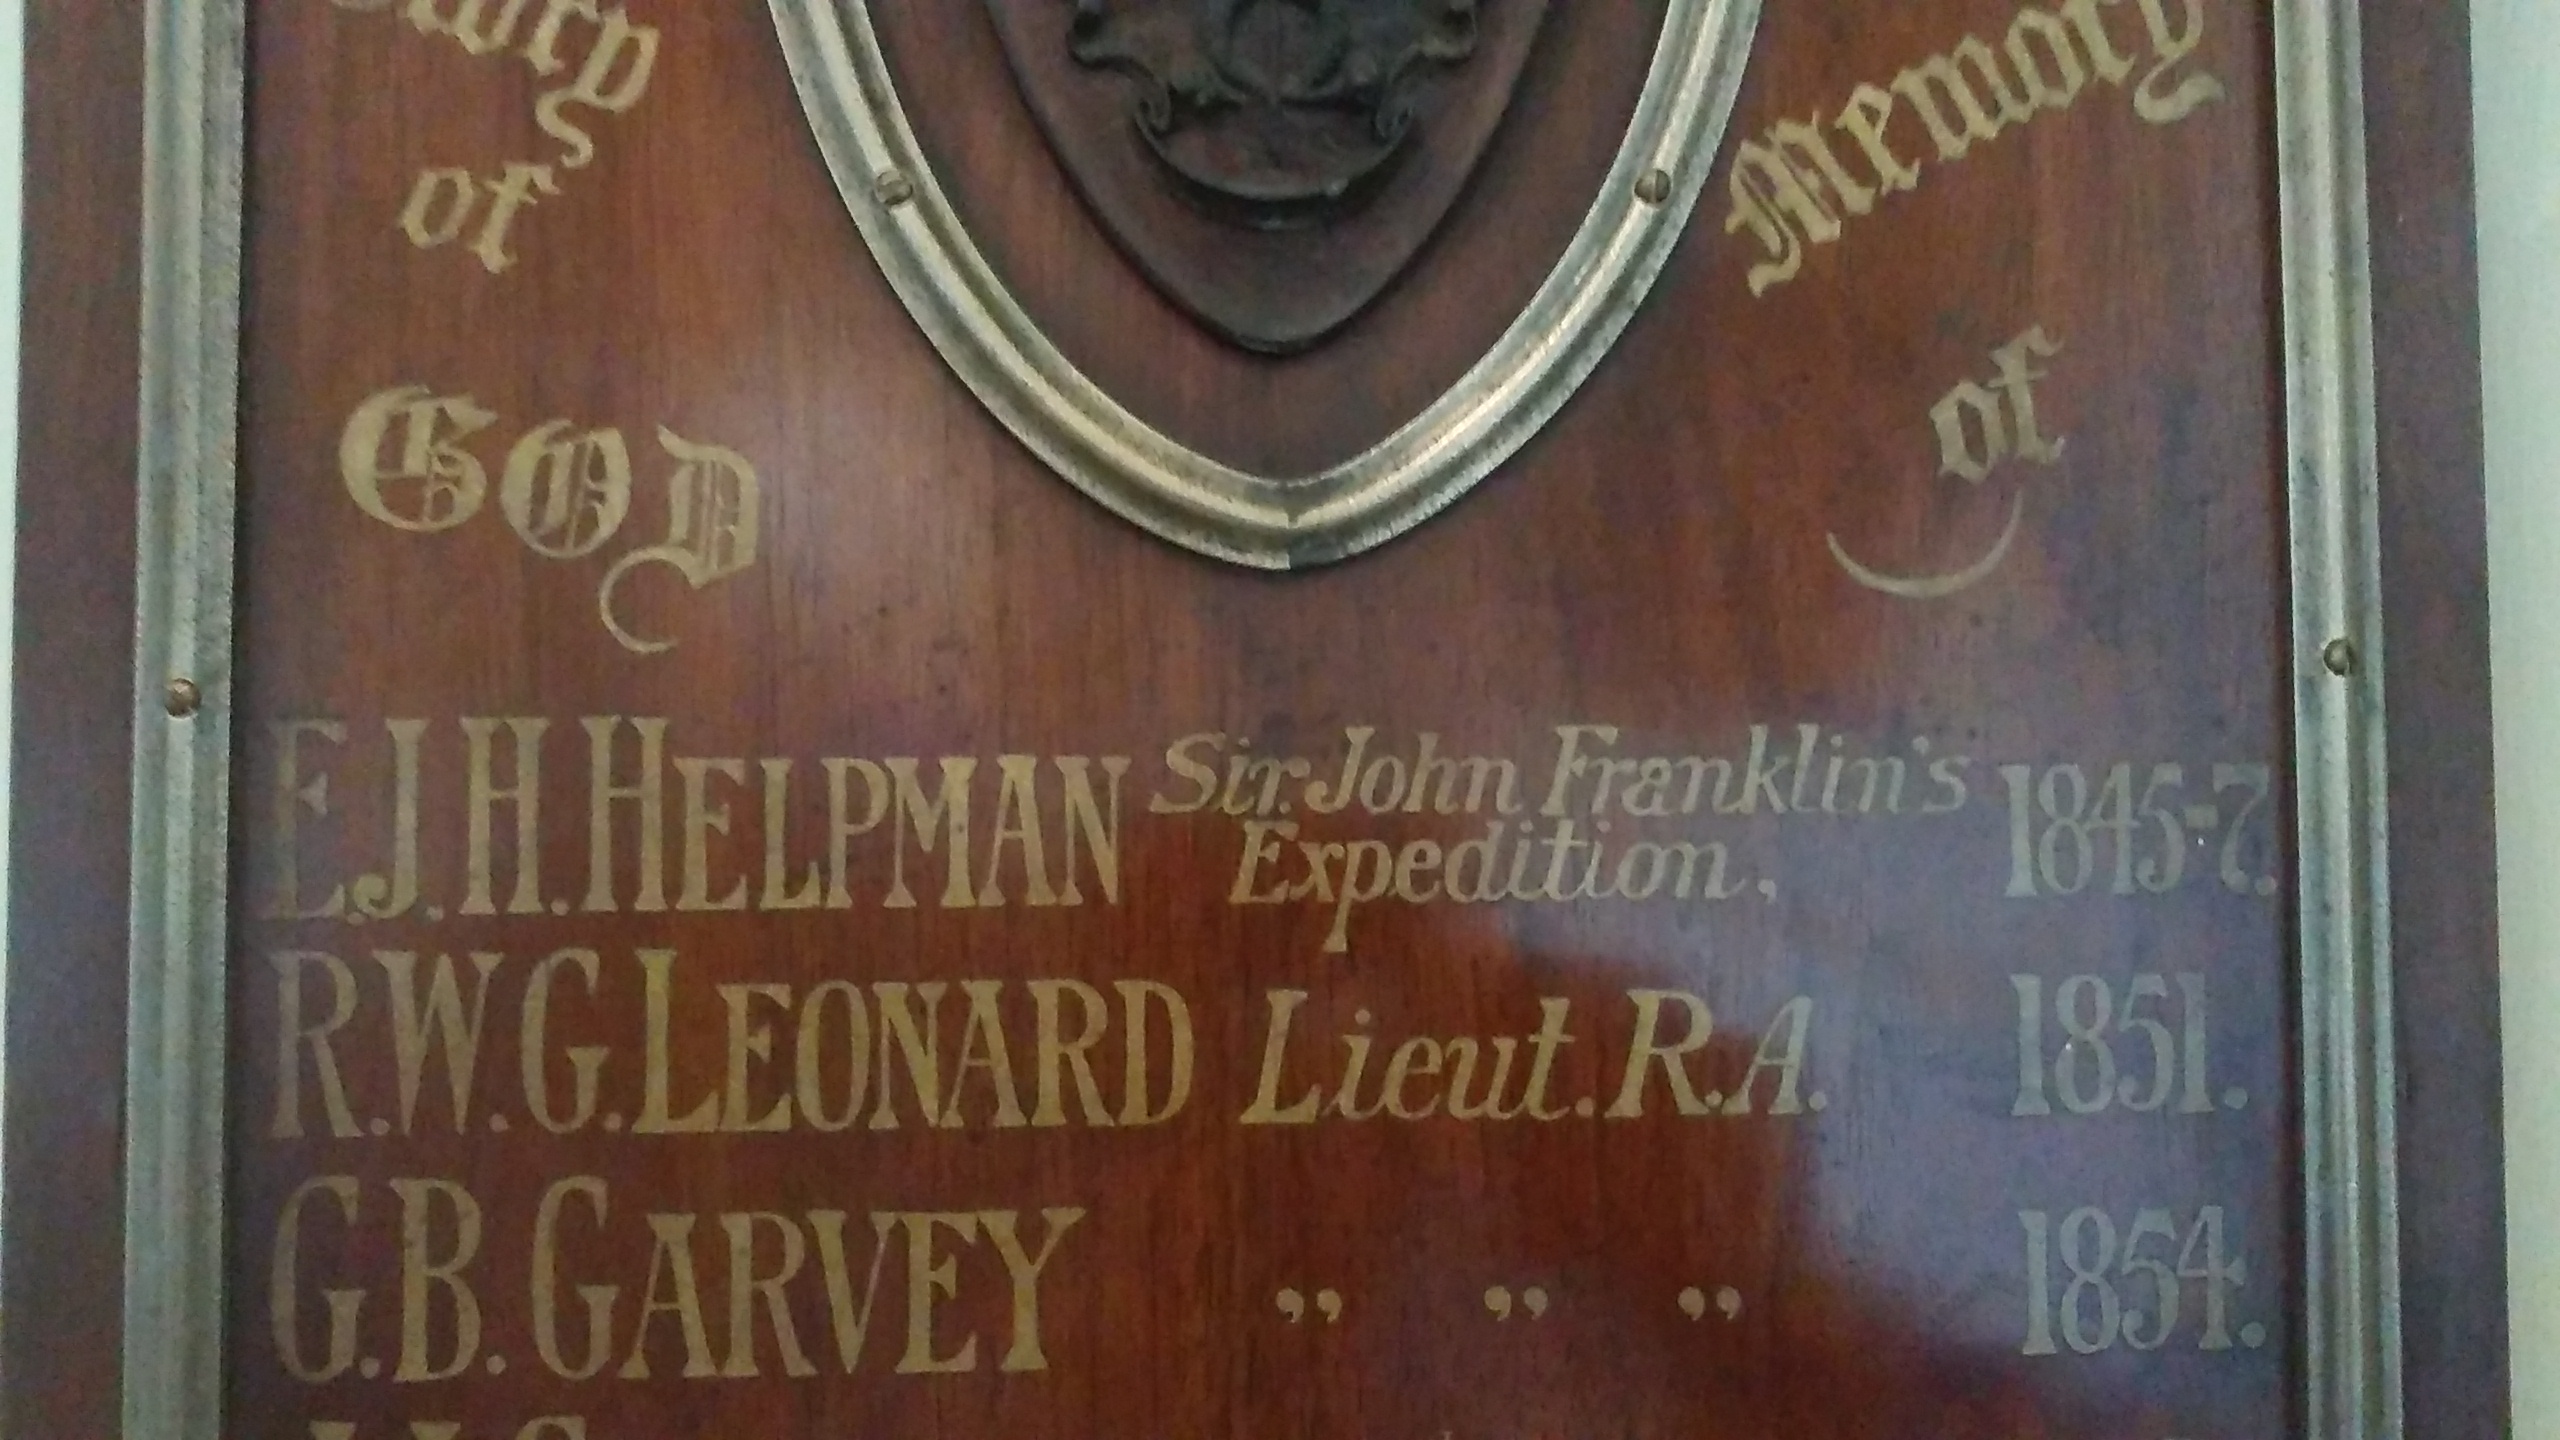 of
GOD
Memory
of
E.J.H.HELPMAN Sir John Franklin's Expedition, 1845-7.
R.W.G.LEONARD Lieut.R.A. 1851.
G.B.GARVEY „ „ „ 1854.